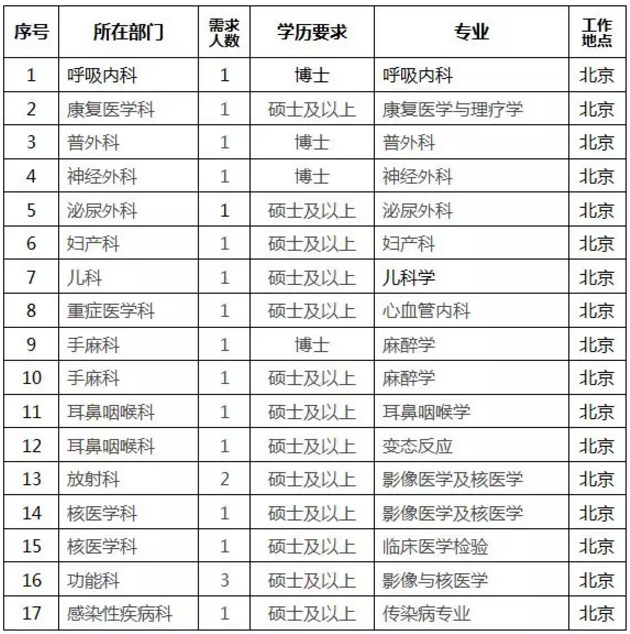 序号 所在部门 需求人数 学历要求 专业 工作地点
1 呼吸内科 1 博士 呼吸内科 北京
2 康复医学科 1 硕士及以上 康复医学与理疗学 北京
3 普外科 1 博士 普外科 北京
4 神经外科 1 博士 神经外科 北京
5 泌尿外科 1 硕士及以上 泌尿外科 北京
6 妇产科 1 硕士及以上 妇产科 北京
7 儿科 1 硕士及以上 儿科学 北京
8 重症医学科 1 硕士及以上 心血管内科 北京
9 手麻科 1 博士 麻醉学 北京
10 手麻科 1 硕士及以上 麻醉学 北京
11 耳鼻咽喉科 1 硕士及以上 耳鼻咽喉学 北京
12 耳鼻咽喉科 1 硕士及以上 变态反应 北京
13 放射科 2 硕士及以上 影像医学及核医学 北京
14 核医学科 1 硕士及以上 影像医学及核医学 北京
15 核医学科 1 硕士及以上 临床医学检验 北京
16 功能科 3 硕士及以上 影像与核医学 北京
17 感染性疾病科 1 硕士及以上 传染病专业 北京